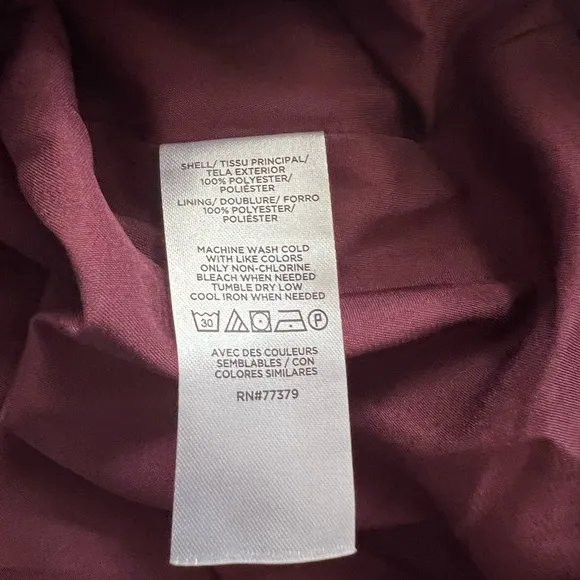 SHELL/ TISSU PRINCIPAL/
TELA EXTERIOR
100% POLYESTER/
POLIÉSTER
LINING/ DOUBLURE/ FORRO
100% POLYESTER/
POLIÉSTER
MACHINE WASH COLD
WITH LIKE COLORS
ONLY NON-CHLORINE
BLEACH WHEN NEEDED
TUMBLE DRY LOW
COOL IRON WHEN NEEDED
30 P
AVEC DES COULEURS
SEMBLABLES / CON
COLORES SIMILARES
RN#77379